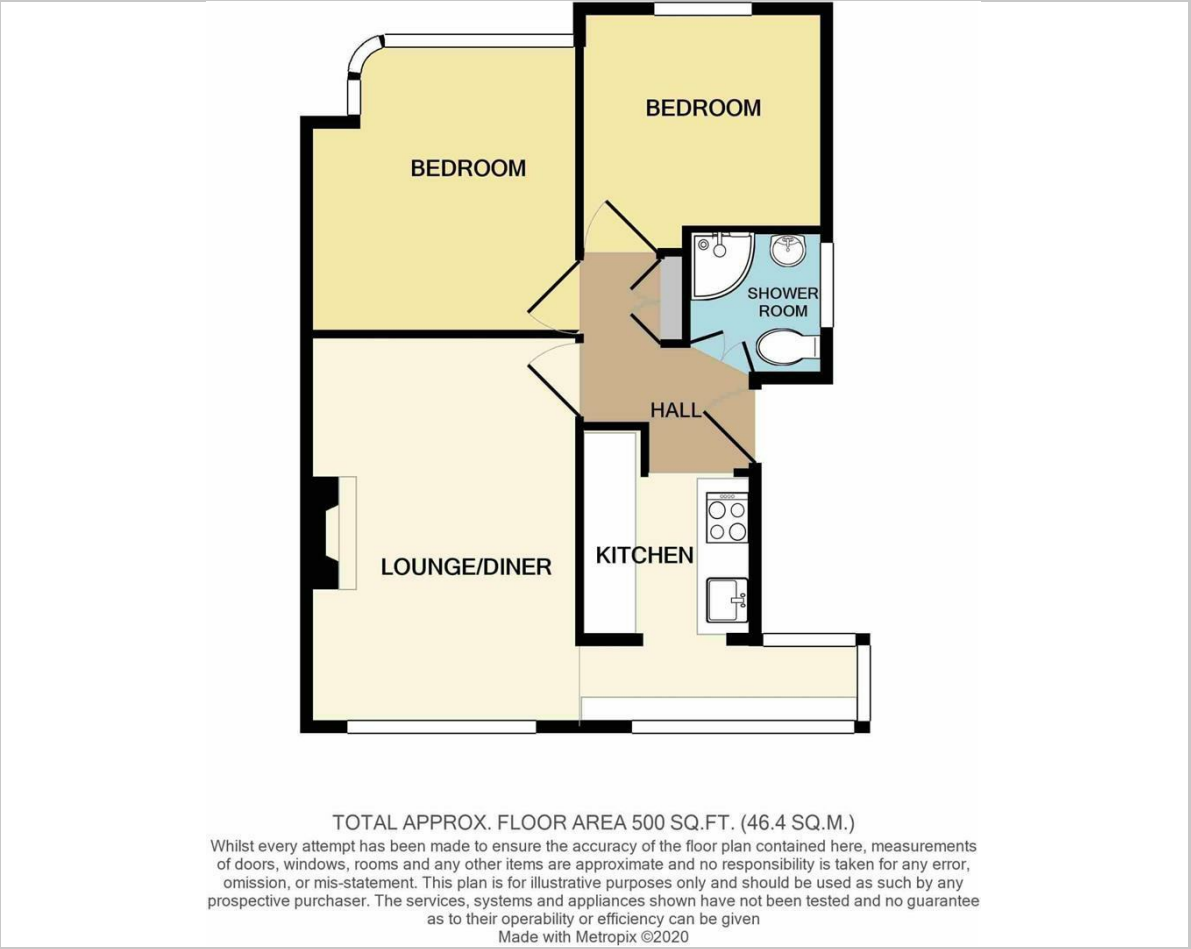 BEDROOM
BEDROOM
SHOWER
ROOM
HALL
KITCHEN
LOUNGE/DINER
TOTAL APPROX. FLOOR AREA 500 SQ.FT. (46.4 SQ.M.)
Whilst every attempt has been made to ensure the accuracy of the floor plan contained here, measurements
of doors, windows, rooms and any other items are approximate and no responsibility is taken for any error,
omission, or mis-statement. This plan is for illustrative purposes only and should be used as such by any
prospective purchaser. The services, systems and appliances shown have not been tested and no guarantee
as to their operability or efficiency can be given
Made with Metropix ©2020